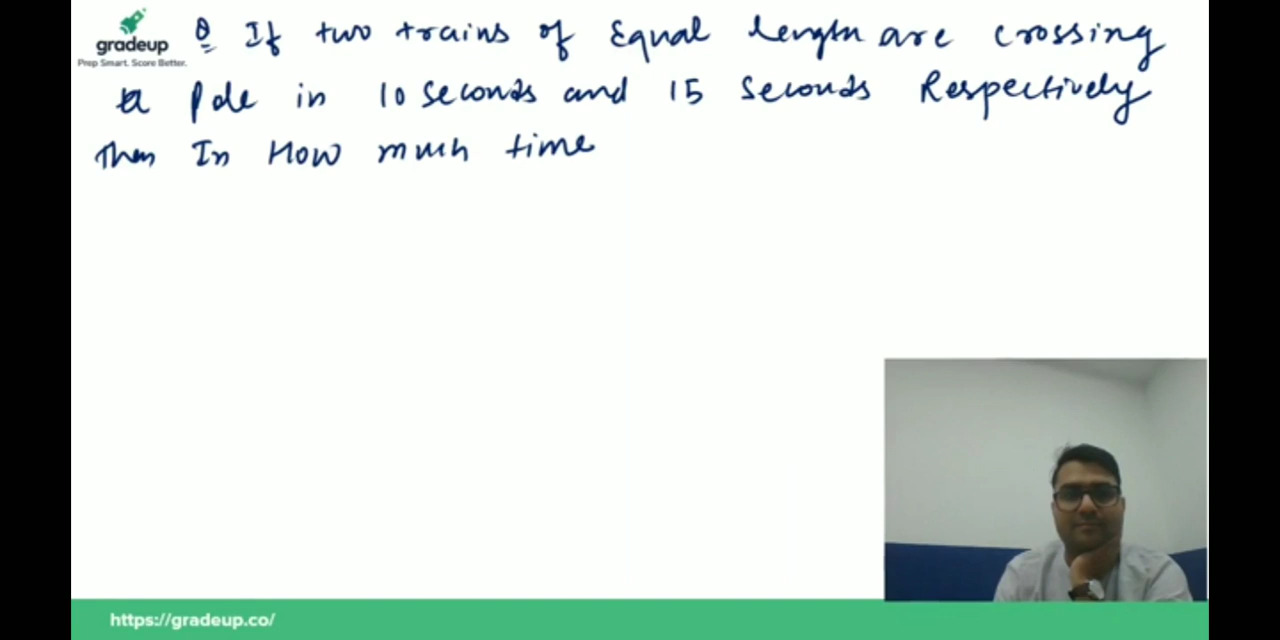 gradeup
Prep Smart. Score Better.
Q If two trains of Equal length are crossing
a Pole in 10 Seconds and 15 Seconds Respectively
Then In How much time
https://gradeup.co/